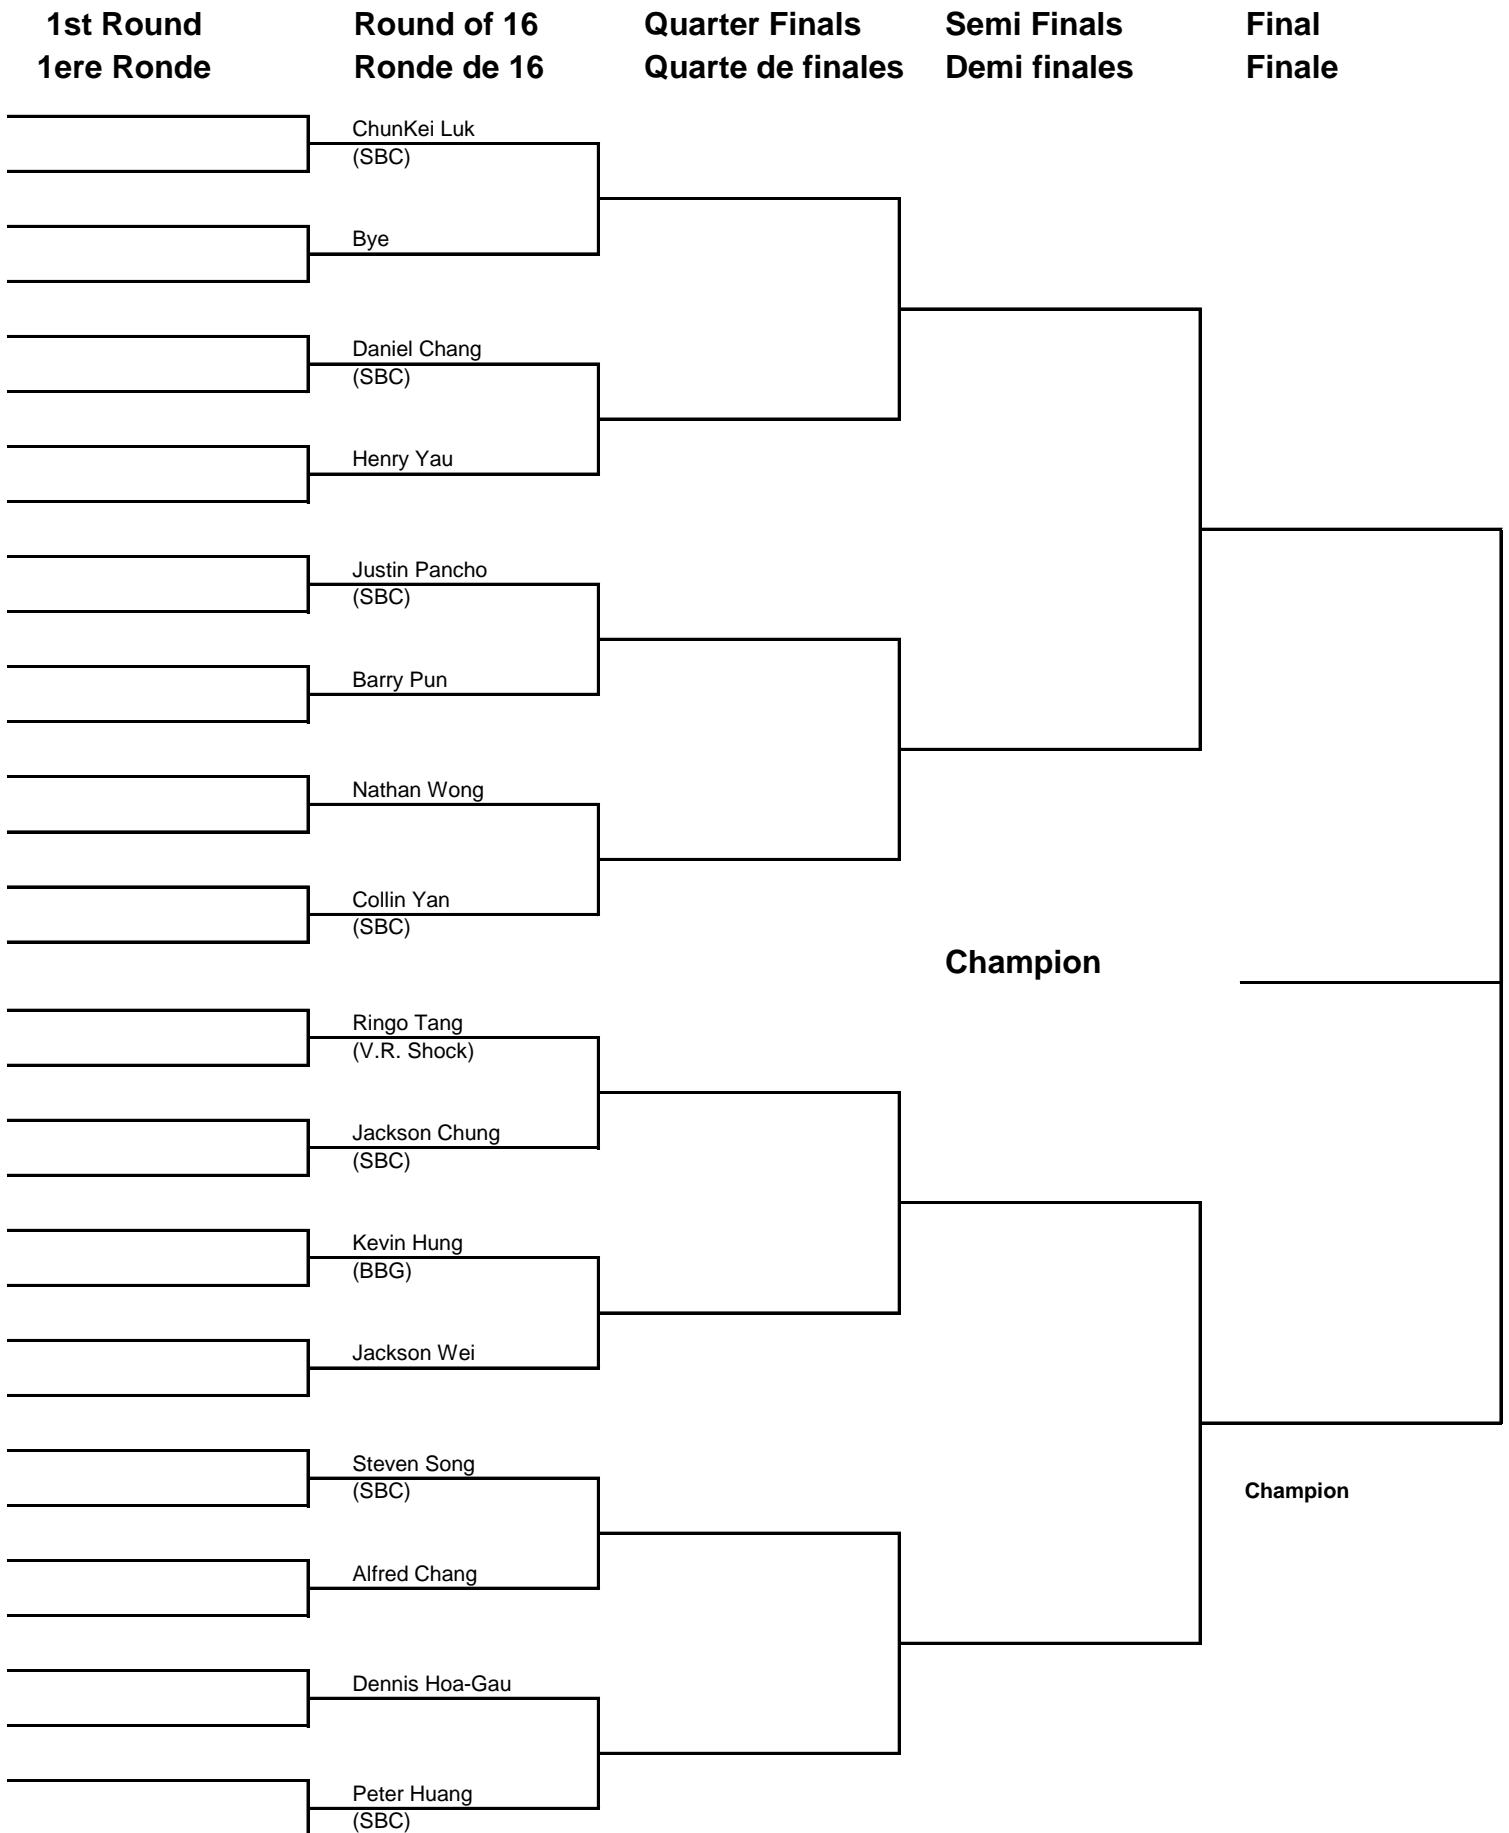 1st Round Round of 16 Quarter Finals Semi Finals Final
1ere Ronde Ronde de 16 Quarte de finales Demi finales Finale
ChunKei Luk
(SBC)
Bye
Daniel Chang
(SBC)
Henry Yau
Justin Pancho
(SBC)
Barry Pun
Nathan Wong
Collin Yan
(SBC)
Champion
Ringo Tang
(V.R. Shock)
Jackson Chung
(SBC)
Kevin Hung
(BBG)
Jackson Wei
Steven Song
(SBC)
Champion
Alfred Chang
Dennis Hoa-Gau
Peter Huang
(SBC)